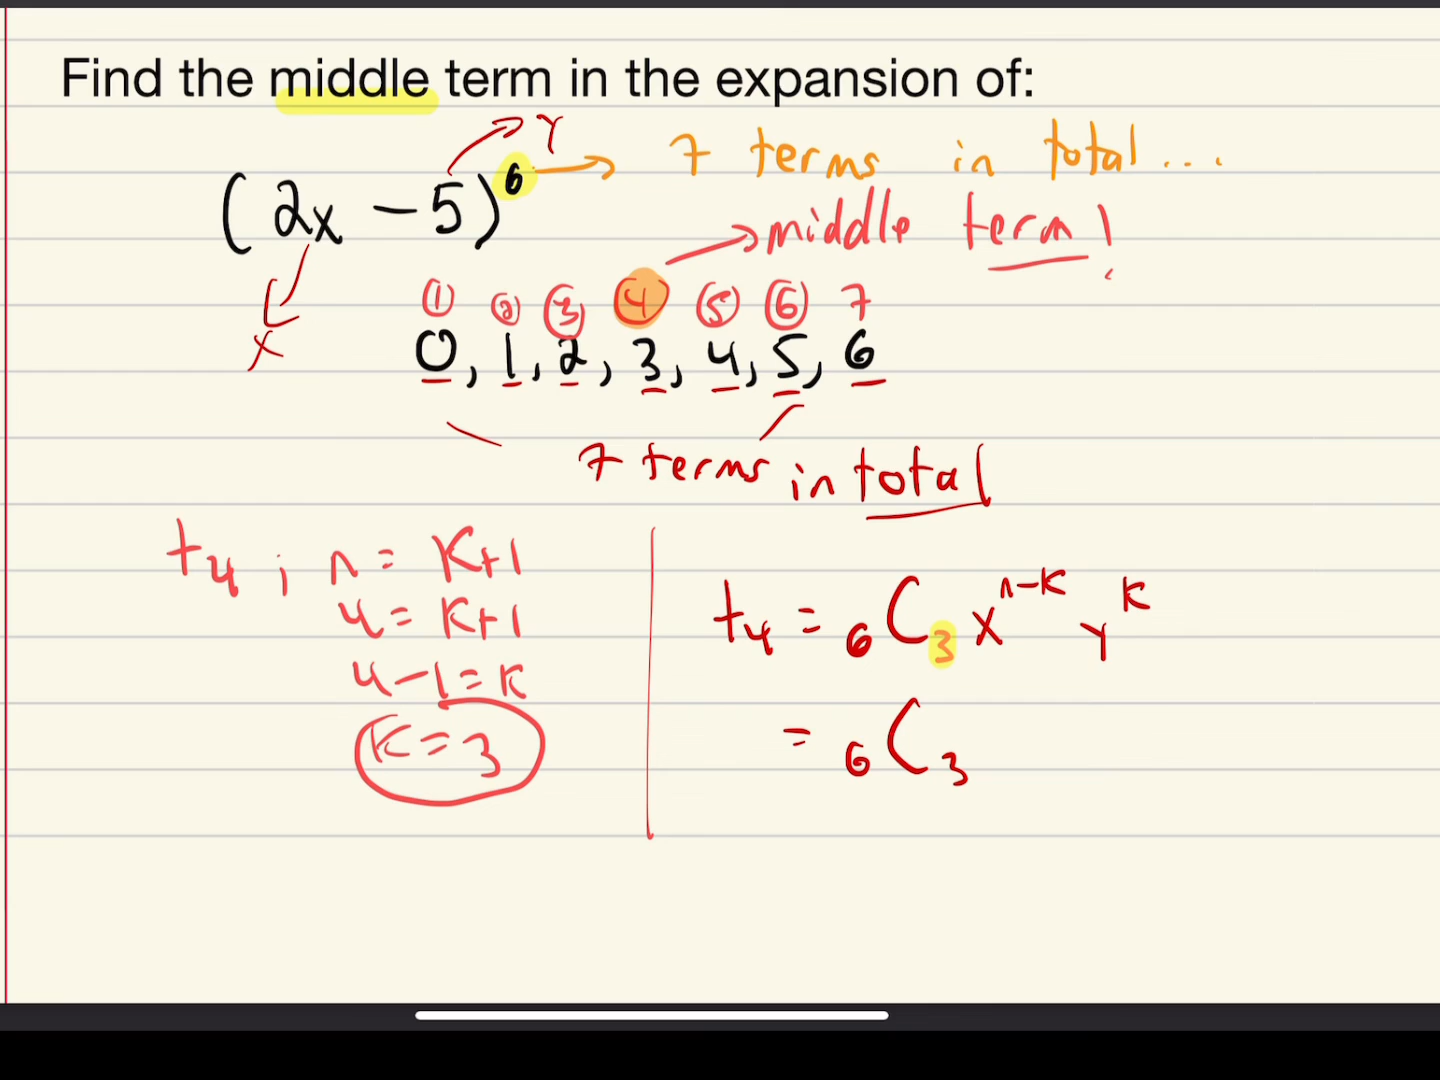 Find the middle term in the expansion of:
Y
7 terms in total...
(2x - 5)⁶
middle term!
x
① ② ③ ④ ⑤ ⑥ 7
0, 1, 2, 3, 4, 5, 6
7 terms in total
t₄ ; n = K+1
4 = K+1
4-1 = K
K = 3
t₄ = ₆C₃ x^(n-K) y^K
= ₆C₃